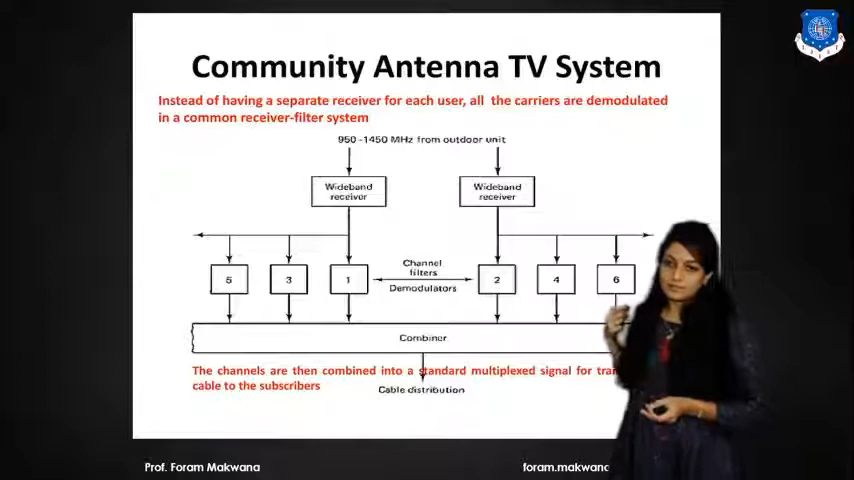 Community Antenna TV System
Instead of having a separate receiver for each user, all the carriers are demodulated
in a common receiver-filter system
950-1450 MHz from outdoor unit
Wideband receiver
Wideband receiver
Channel filters
5 3 1 2 4 6
Demodulators
Combiner
The channels are then combined into a standard multiplexed signal for
cable to the subscribers
Cable distribution
Prof. Foram Makwana
foram.makwana